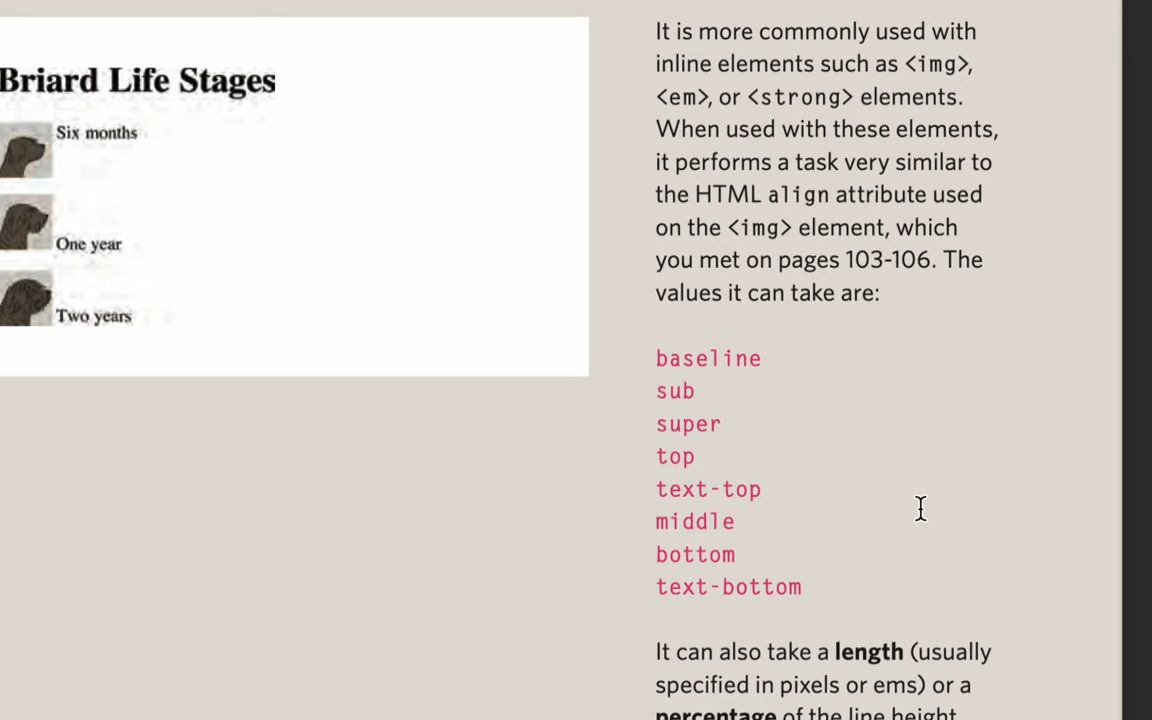 Briard Life Stages
Six months
One year
Two years
It is more commonly used with
inline elements such as <img>,
<em>, or <strong> elements.
When used with these elements,
it performs a task very similar to
the HTML align attribute used
on the <img> element, which
you met on pages 103-106. The
values it can take are:
baseline
sub
super
top
text-top
middle
bottom
text-bottom
It can also take a length (usually
specified in pixels or ems) or a
percentage of the line height.